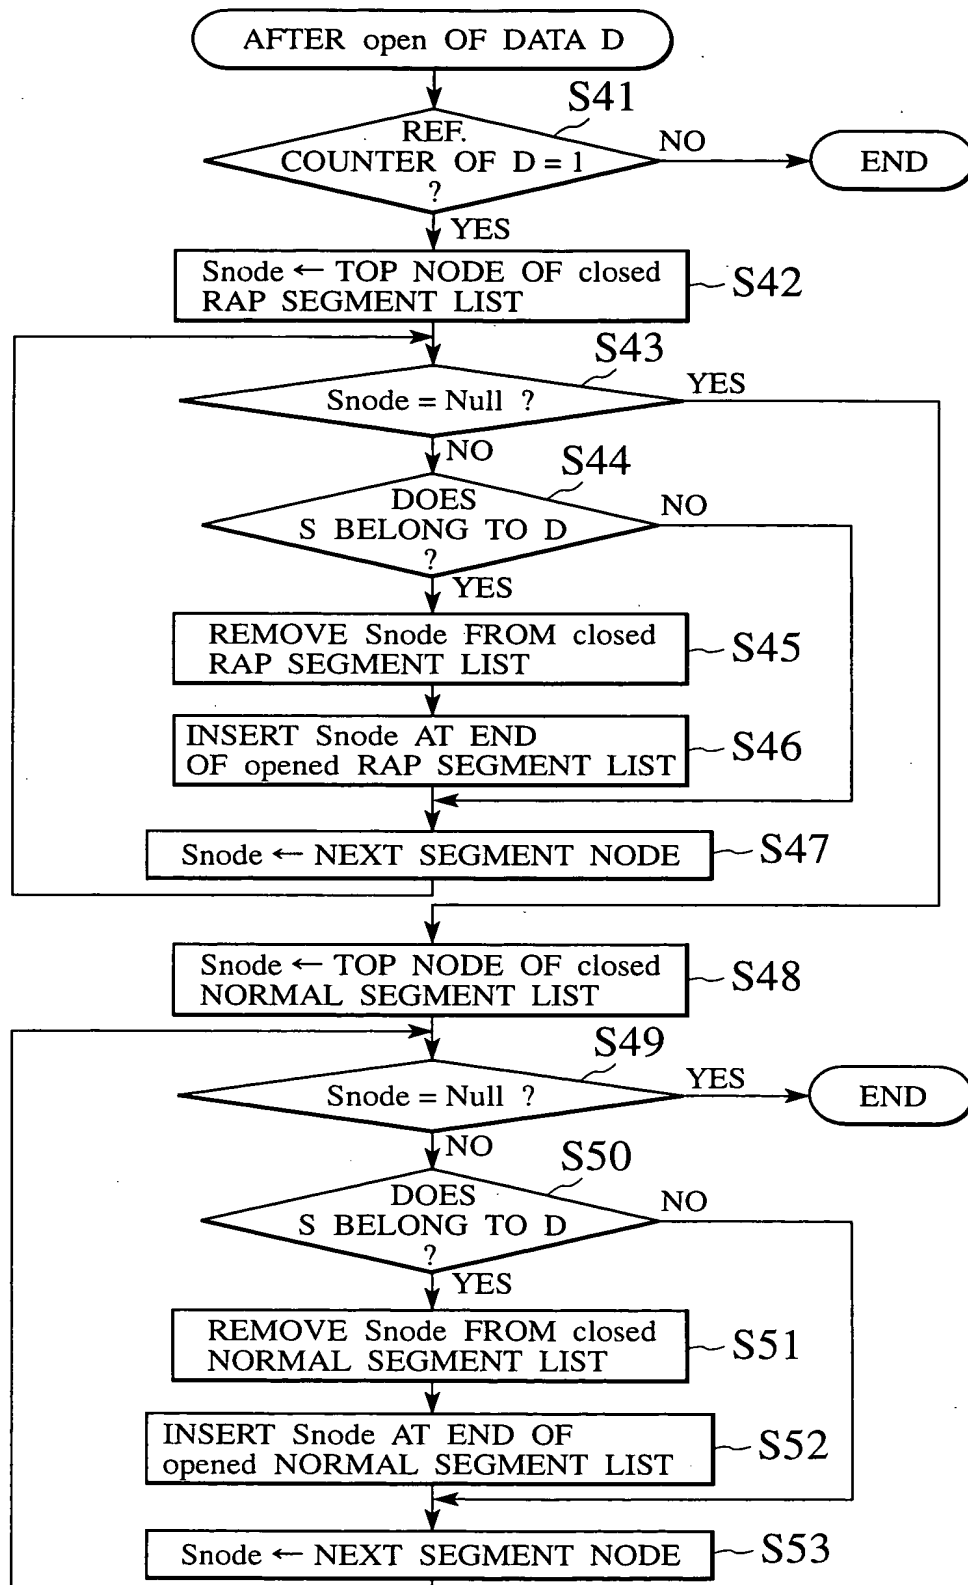 AFTER open OF DATA D
S41
REF.
COUNTER OF D = 1
?
NO
END
YES
Snode ← TOP NODE OF closed
RAP SEGMENT LIST
S42
S43
Snode = Null ?
YES
NO
S44
DOES
S BELONG TO D
?
NO
YES
REMOVE Snode FROM closed
RAP SEGMENT LIST
S45
INSERT Snode AT END
OF opened RAP SEGMENT LIST
S46
Snode ← NEXT SEGMENT NODE
S47
Snode ← TOP NODE OF closed
NORMAL SEGMENT LIST
S48
S49
Snode = Null ?
YES
END
NO
S50
DOES
S BELONG TO D
?
NO
YES
REMOVE Snode FROM closed
NORMAL SEGMENT LIST
S51
INSERT Snode AT END OF
opened NORMAL SEGMENT LIST
S52
Snode ← NEXT SEGMENT NODE
S53